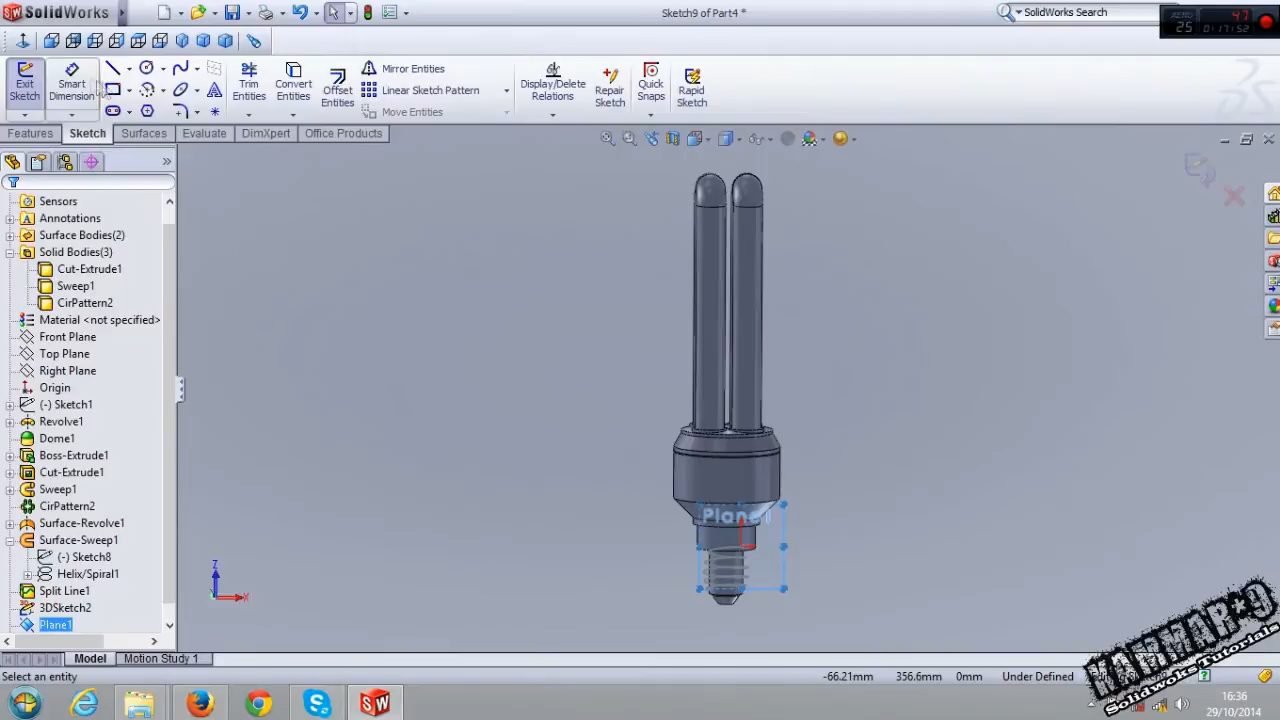 SolidWorks
Sketch9 of Part4 *
SolidWorks Search
47
25
0:17:52
Exit Sketch
Smart Dimension
Trim Entities
Convert Entities
Offset Entities
Mirror Entities
Linear Sketch Pattern
Move Entities
Display/Delete Relations
Repair Sketch
Quick Snaps
Rapid Sketch
Features
Sketch
Surfaces
Evaluate
DimXpert
Office Products
Sensors
Annotations
Surface Bodies(2)
Solid Bodies(3)
Cut-Extrude1
Sweep1
CirPattern2
Material <not specified>
Front Plane
Top Plane
Right Plane
Origin
(-) Sketch1
Revolve1
Dome1
Boss-Extrude1
Cut-Extrude1
Sweep1
CirPattern2
Surface-Revolve1
Surface-Sweep1
(-) Sketch8
Helix/Spiral1
Split Line1
3DSketch2
Plane1
Z
X
Model
Motion Study 1
Select an entity
-66.21mm
356.6mm
0mm
Under Defined
16:36
29/10/2014